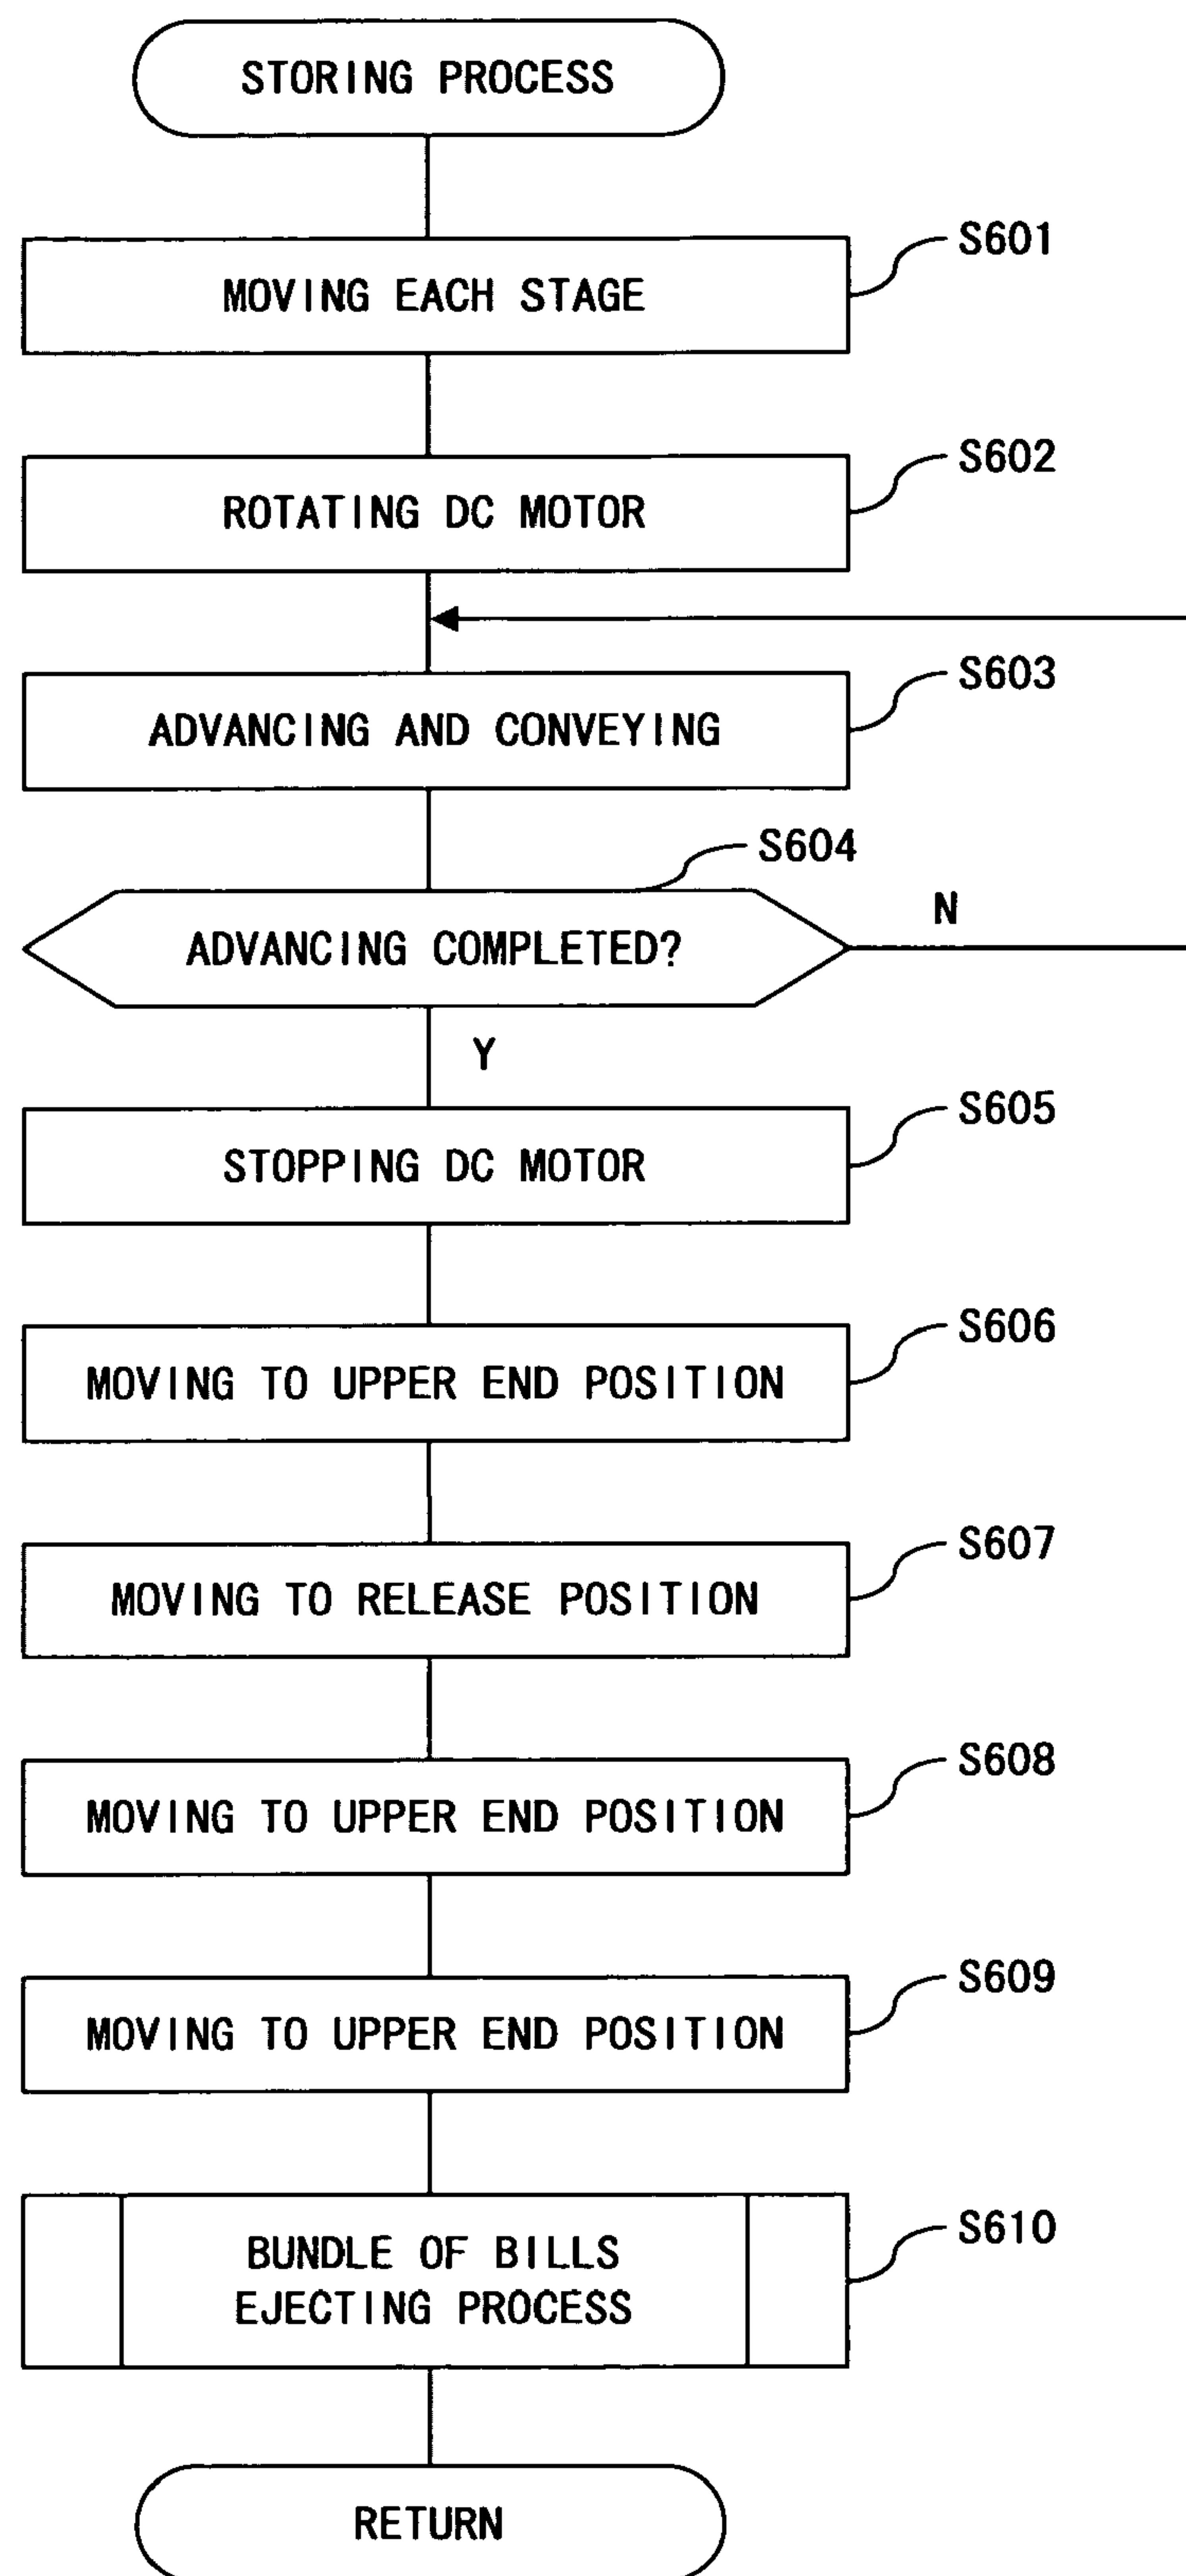 STORING PROCESS
S601
MOVING EACH STAGE
S602
ROTATING DC MOTOR
S603
ADVANCING AND CONVEYING
S604
ADVANCING COMPLETED?
N
Y
S605
STOPPING DC MOTOR
S606
MOVING TO UPPER END POSITION
S607
MOVING TO RELEASE POSITION
S608
MOVING TO UPPER END POSITION
S609
MOVING TO UPPER END POSITION
S610
BUNDLE OF BILLS
EJECTING PROCESS
RETURN